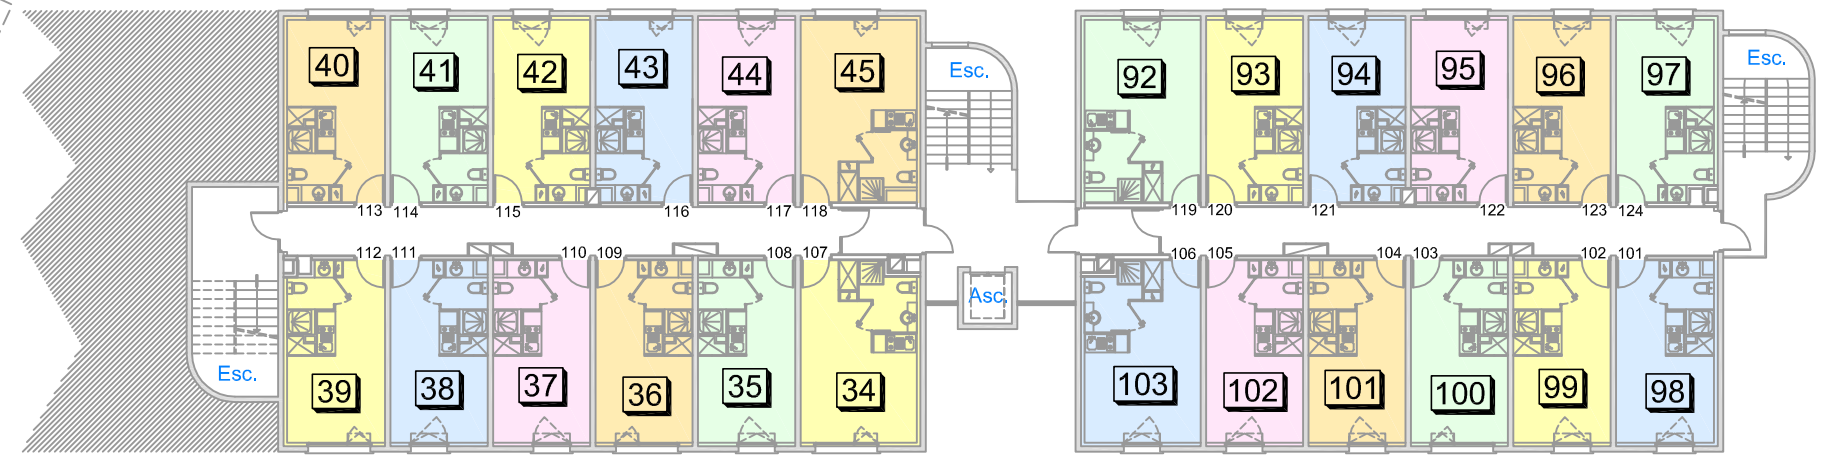 40 41 42 43 44 45 Esc. 92 93 94 95 96 97 Esc.
113 114 115 116 117 118 119 120 121 122 123 124
112 111 110 109 108 107 106 105 104 103 102 101
Asc.
Esc. 39 38 37 36 35 34 103 102 101 100 99 98